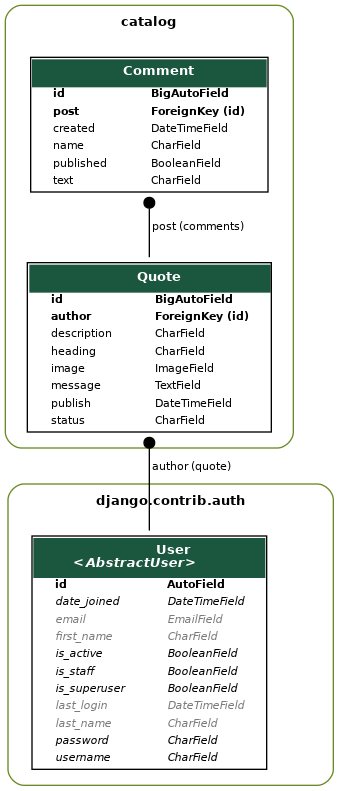 catalog
Comment
id BigAutoField
post ForeignKey (id)
created DateTimeField
name CharField
published BooleanField
text CharField
post (comments)
Quote
id BigAutoField
author ForeignKey (id)
description CharField
heading CharField
image ImageField
message TextField
publish DateTimeField
status CharField
author (quote)
django.contrib.auth
User
<AbstractUser>
id AutoField
date_joined DateTimeField
email EmailField
first_name CharField
is_active BooleanField
is_staff BooleanField
is_superuser BooleanField
last_login DateTimeField
last_name CharField
password CharField
username CharField